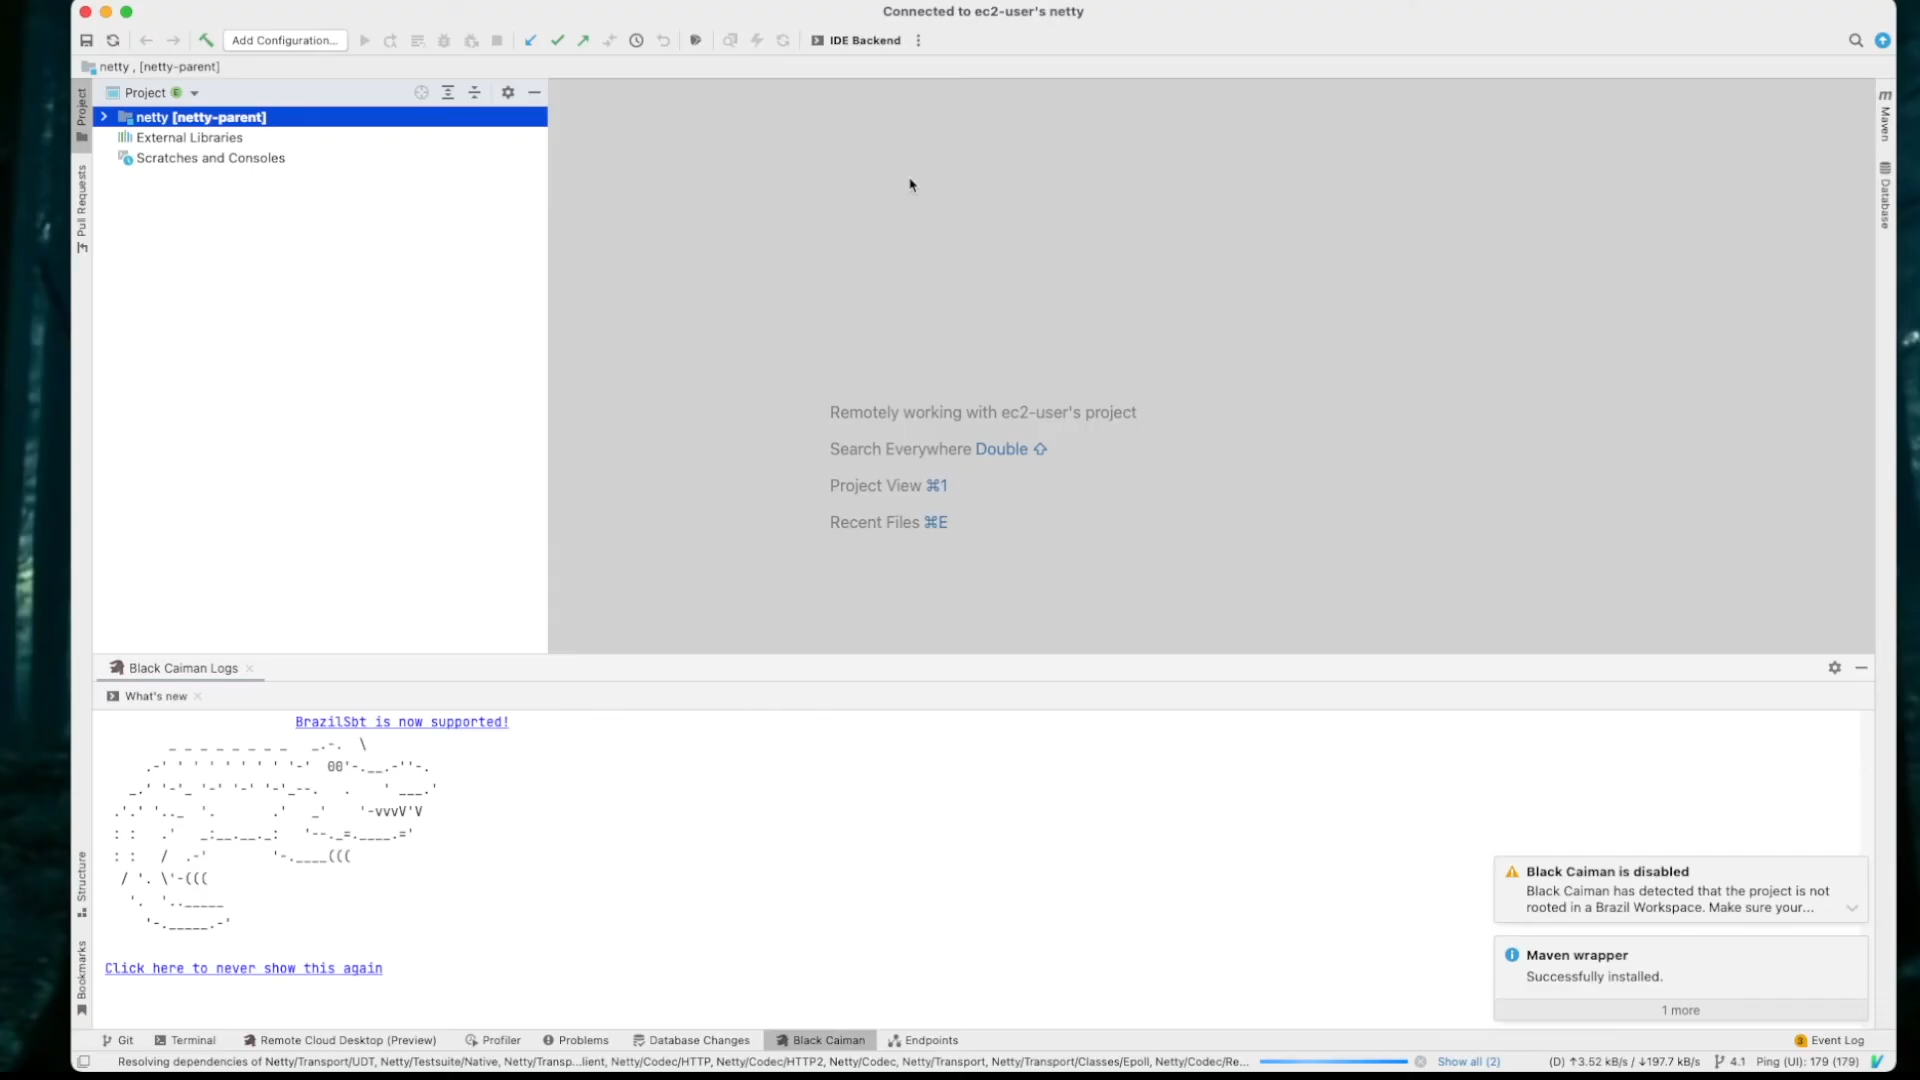 Connected to ec2-user's netty
Add Configuration...
IDE Backend
netty , [netty-parent]
Project
Project E
netty [netty-parent]
External Libraries
Scratches and Consoles
Pull Requests
Maven
Database
Remotely working with ec2-user's project
Search Everywhere Double ⇧
Project View ⌘1
Recent Files ⌘E
Black Caiman Logs
What's new
BrazilSbt is now supported!
Click here to never show this again
Structure
Bookmarks
Black Caiman is disabled
Black Caiman has detected that the project is not
rooted in a Brazil Workspace. Make sure your...
Maven wrapper
Successfully installed.
1 more
Git Terminal Remote Cloud Desktop (Preview) Profiler Problems Database Changes Black Caiman Endpoints 3 Event Log
Resolving dependencies of Netty/Transport/UDT, Netty/Testsuite/Native, Netty/Transp...lient, Netty/Codec/HTTP, Netty/Codec/HTTP2, Netty/Codec, Netty/Transport, Netty/Transport/Classes/Epoll, Netty/Codec/Re... Show all (2) (D) ↑3.52 kB/s / ↓197.7 kB/s 4.1 Ping (UI): 179 (179)